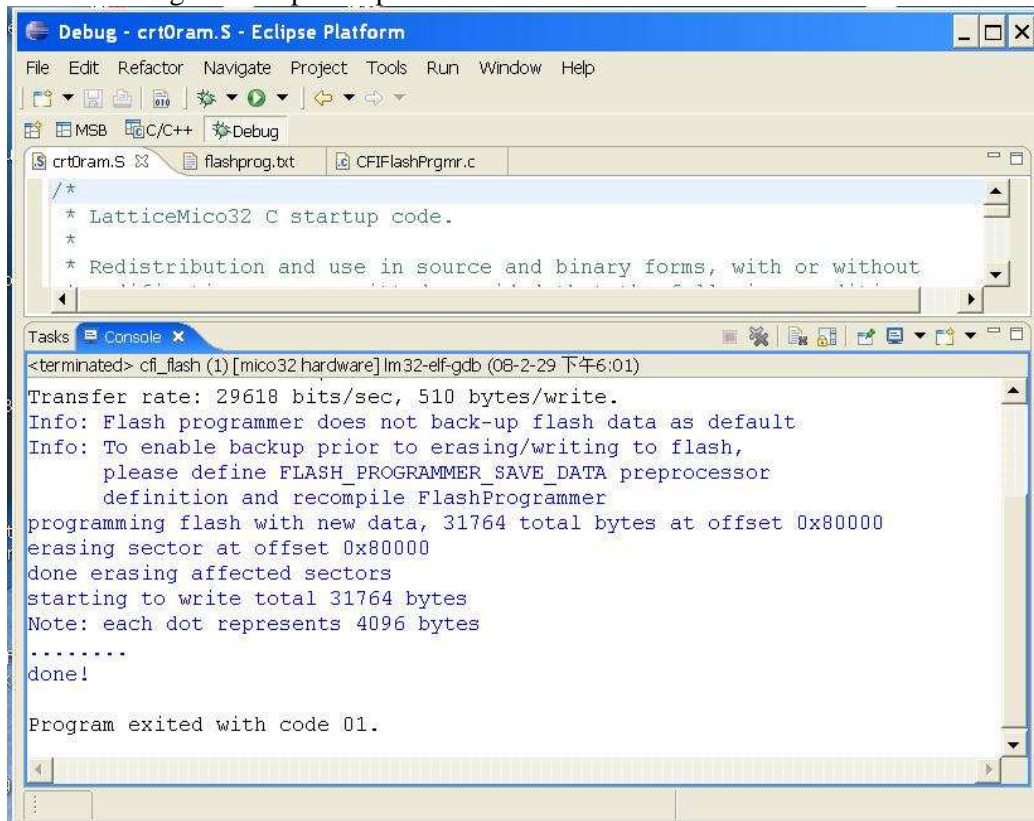 Debug - crt0ram.S - Eclipse Platform
File Edit Refactor Navigate Project Tools Run Window Help
MSB C/C++ Debug
crt0ram.S flashprog.txt CFIFlashPrgmr.c
/*
* LatticeMico32 C startup code.
*
* Redistribution and use in source and binary forms, with or without
Tasks Console
<terminated> cfi_flash (1) [mico32 hardware] lm32-elf-gdb (08-2-29 下午6:01)
Transfer rate: 29618 bits/sec, 510 bytes/write.
Info: Flash programmer does not back-up flash data as default
Info: To enable backup prior to erasing/writing to flash,
please define FLASH_PROGRAMMER_SAVE_DATA preprocessor
definition and recompile FlashProgrammer
programming flash with new data, 31764 total bytes at offset 0x80000
erasing sector at offset 0x80000
done erasing affected sectors
starting to write total 31764 bytes
Note: each dot represents 4096 bytes
........
done!
Program exited with code 01.